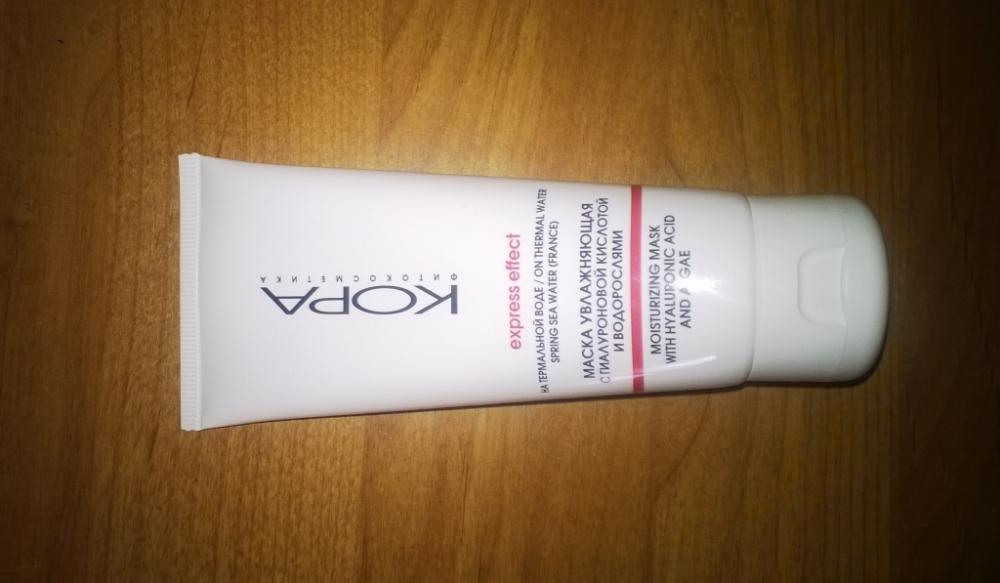 КОРА
ФИТОКОСМЕТИКА
express effect
НА ТЕРМАЛЬНОЙ ВОДЕ / ON THERMAL WATER
SPRING SEA WATER (FRANCE)
МАСКА УВЛАЖНЯЮЩАЯ
С ГИАЛУРОНОВОЙ КИСЛОТОЙ
И ВОДОРОСЛЯМИ
MOISTURIZING MASK
WITH HYALUPONIC ACID
AND ALGAE